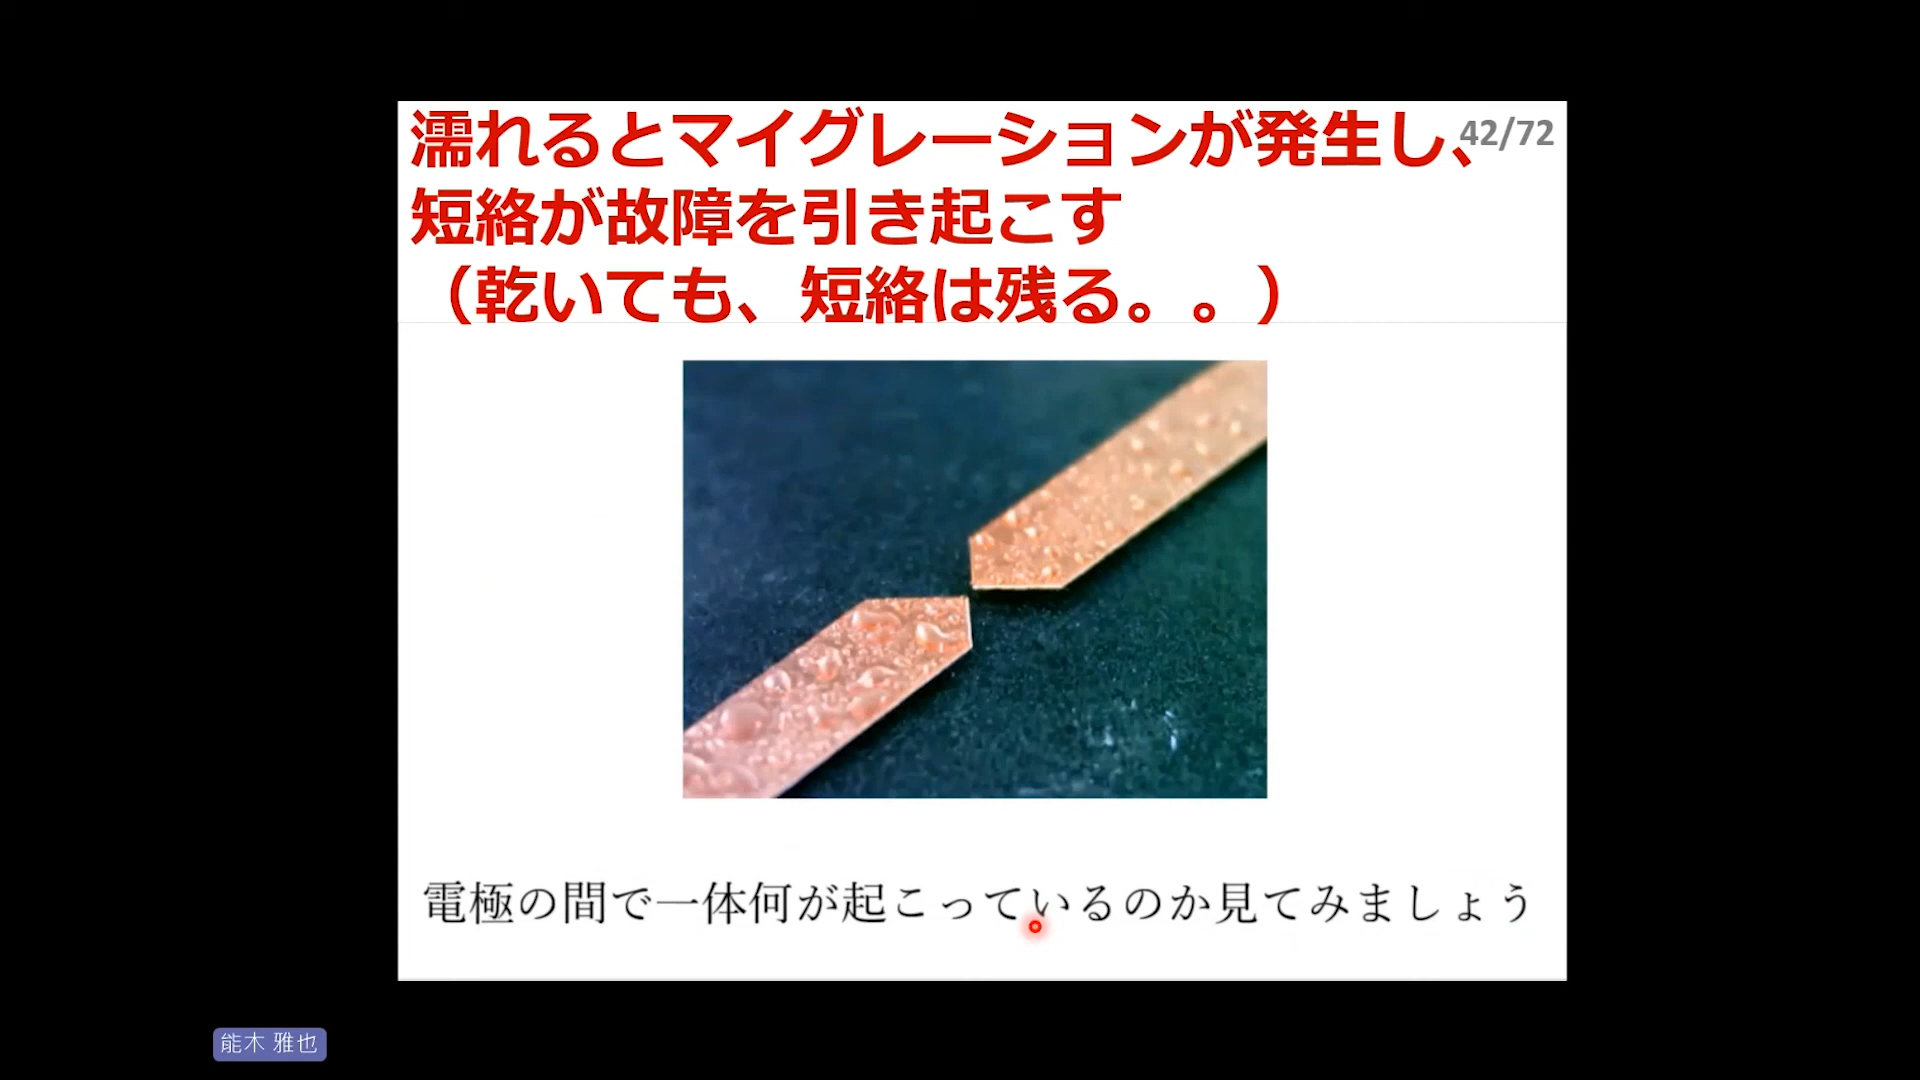 濡れるとマイグレーションが発生し、
42/72
短絡が故障を引き起こす
（乾いても、短絡は残る。。）
電極の間で一体何が起こっているのか見てみましょう
能木 雅也